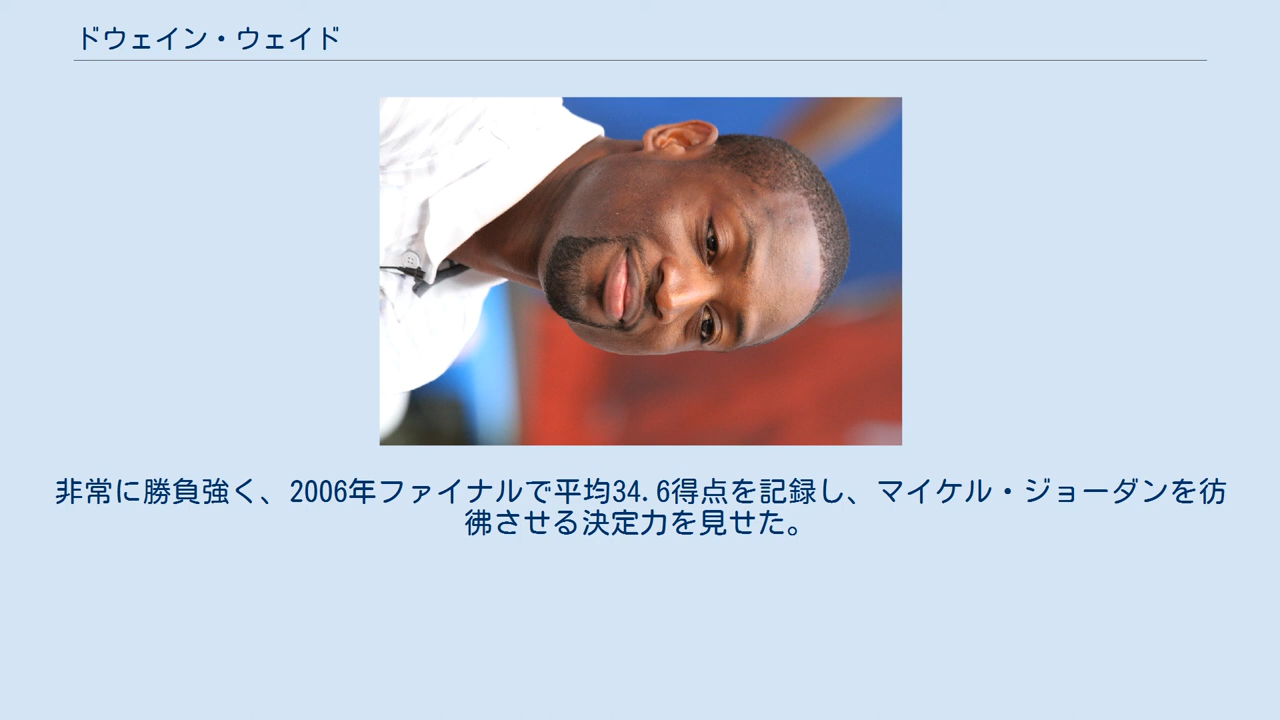 ドウェイン・ウェイド
非常に勝負強く、2006年ファイナルで平均34.6得点を記録し、マイケル・ジョーダンを彷
彿させる決定力を見せた。